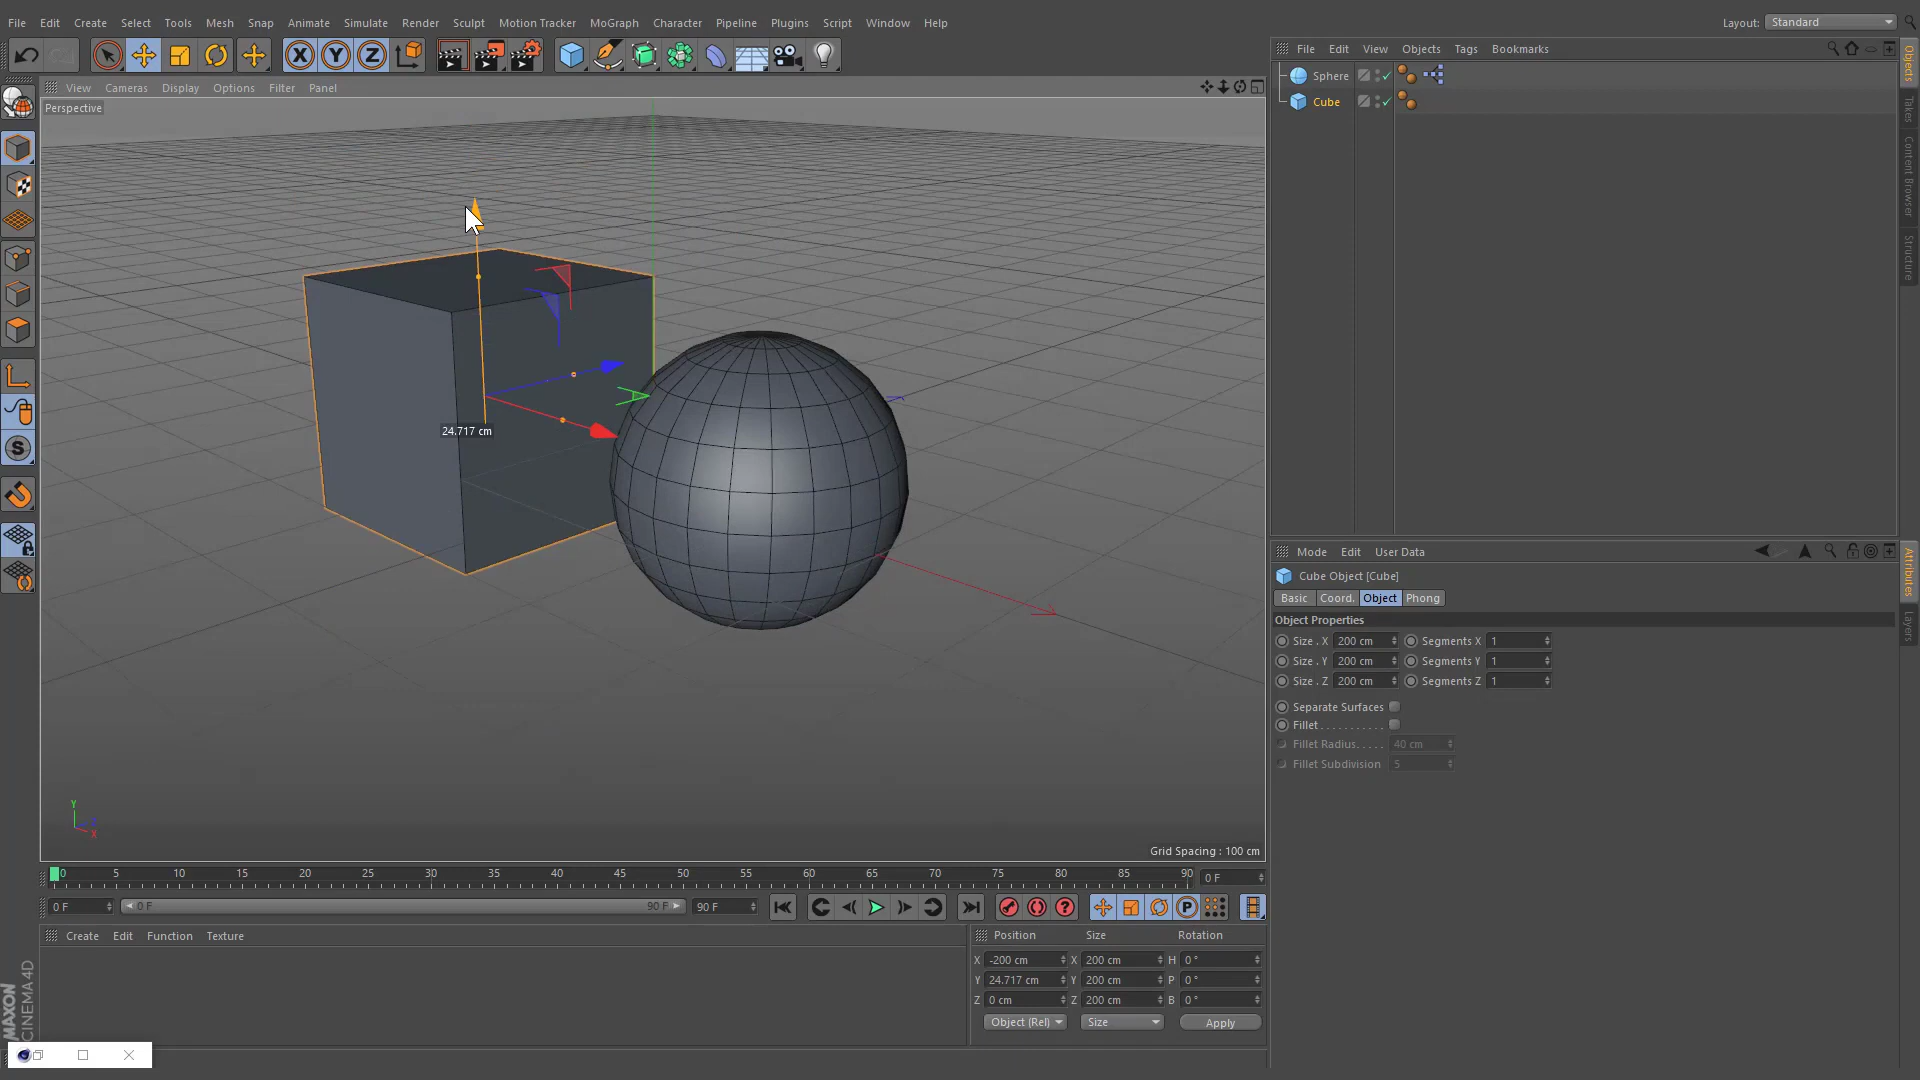 File Edit Create Select Tools Mesh Snap Animate Simulate Render Sculpt Motion Tracker MoGraph Character Pipeline Plugins Script Window Help
Layout: Standard
X Y Z
File Edit View Objects Tags Bookmarks
Sphere
Cube
Objects
Takes
Content Browser
Structure
View Cameras Display Options Filter Panel
Perspective
24.717 cm
Y
Z
X
Grid Spacing : 100 cm
Mode Edit User Data
Cube Object [Cube]
Basic Coord. Object Phong
Object Properties
Size . X 200 cm Segments X 1
Size . Y 200 cm Segments Y 1
Size . Z 200 cm Segments Z 1
Separate Surfaces
Fillet . . . . . . . . . . .
Fillet Radius. . . . . 40 cm
Fillet Subdivision 5
Attributes
Layers
0 5 10 15 20 25 30 35 40 45 50 55 60 65 70 75 80 85 90
0 F
0 F 0 F 90 F 90 F
P
Create Edit Function Texture
Position Size Rotation
X -200 cm X 200 cm H 0 °
Y 24.717 cm Y 200 cm P 0 °
Z 0 cm Z 200 cm B 0 °
Object (Rel) Size Apply
MAXON
CINEMA 4D
S